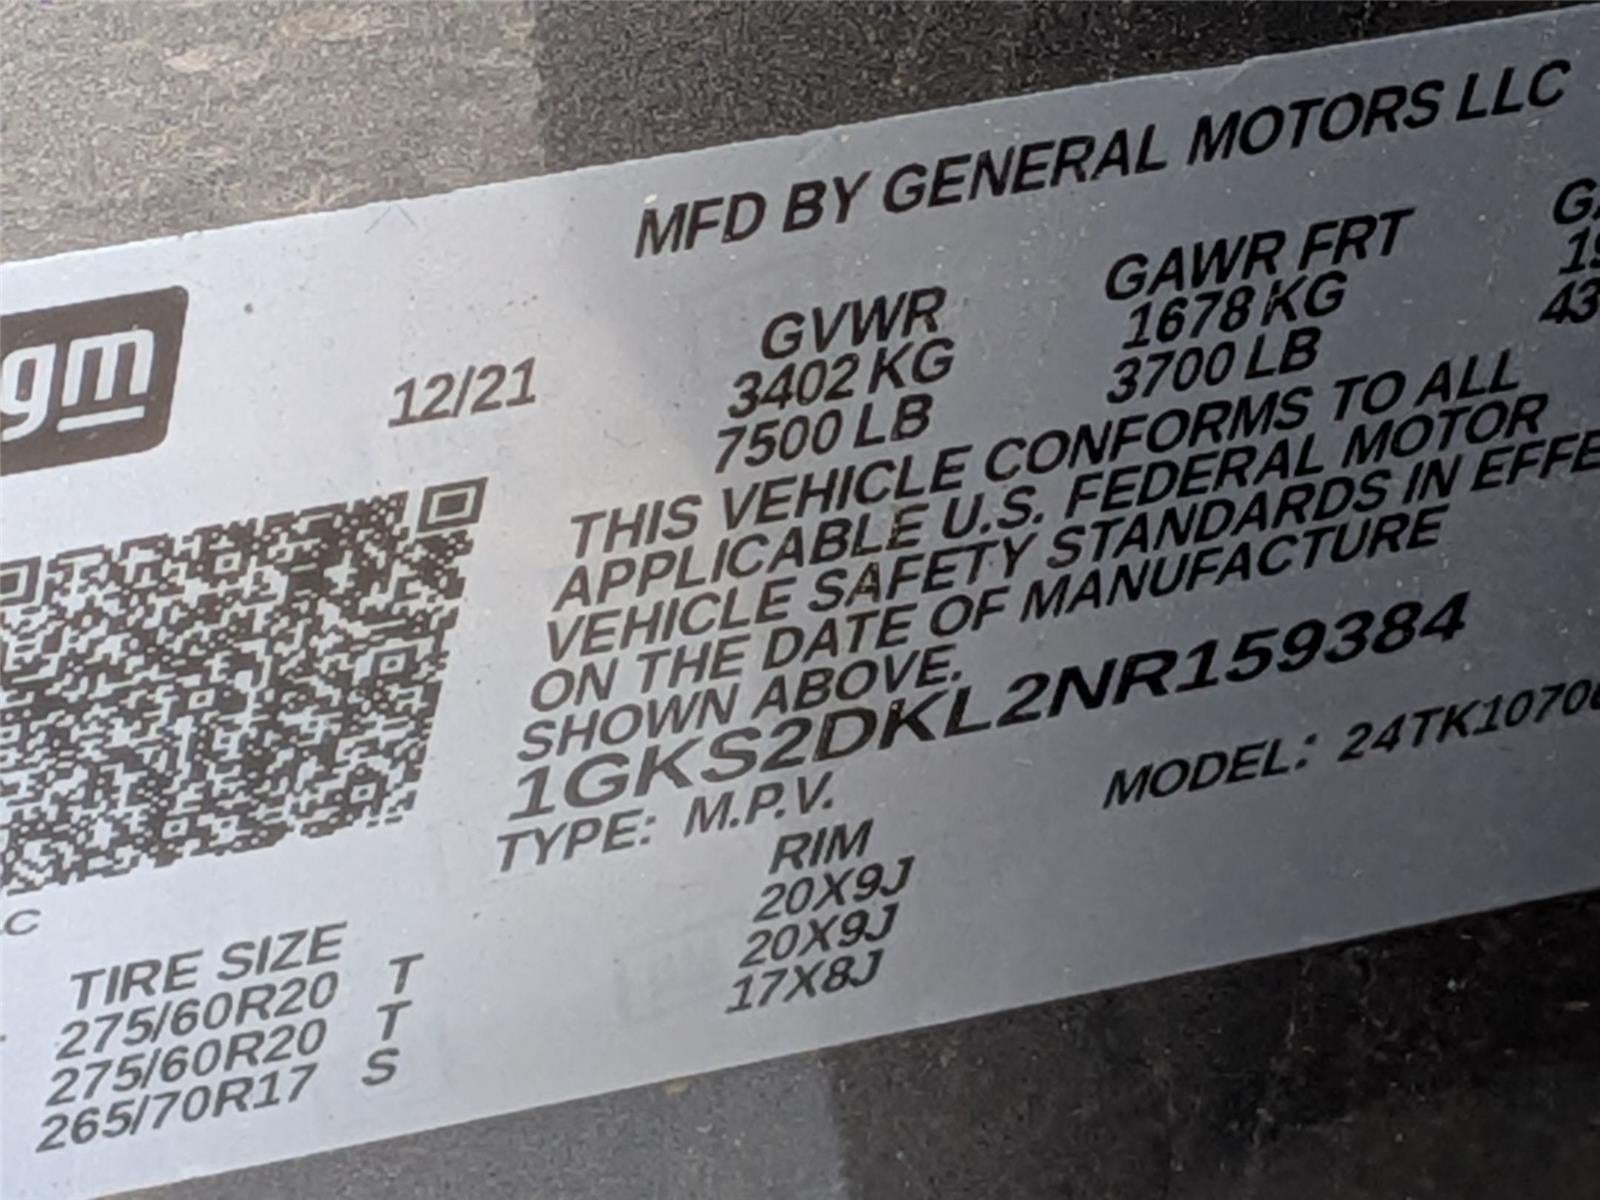 MFD BY GENERAL MOTORS LLC
gm
12/21
GVWR
3402 KG
7500 LB
GAWR FRT
1678 KG
3700 LB
THIS VEHICLE CONFORMS TO ALL
APPLICABLE U.S. FEDERAL MOTOR
VEHICLE SAFETY STANDARDS IN
ON THE DATE OF MANUFACTURE
SHOWN ABOVE.
1GKS2DKL2NR159384
TYPE: M.P.V.
MODEL:
RIM
20X9J
20X9J
17X8J
TIRE SIZE
275/60R20 T
275/60R20 T
265/70R17 S